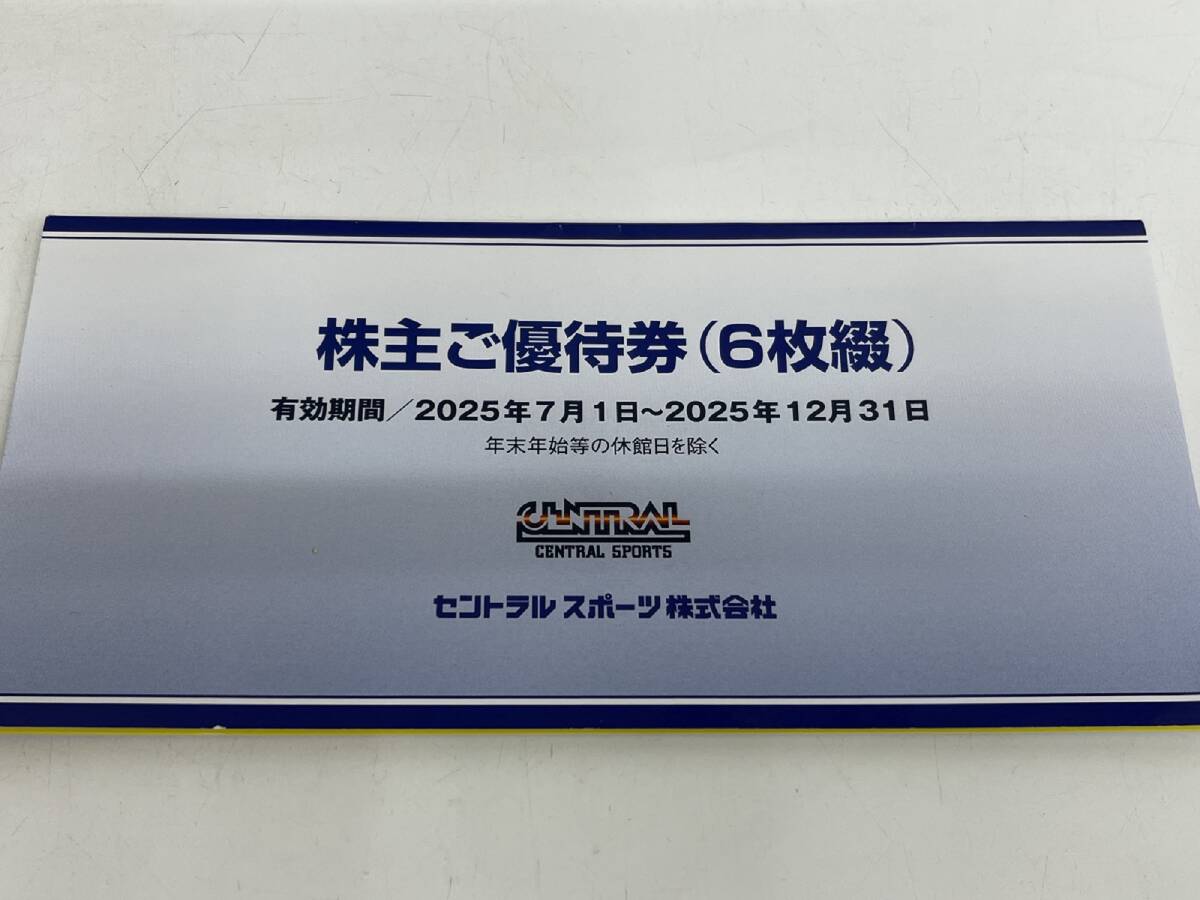 株主ご優待券(6枚綴)
有効期間/2025年7月1日~2025年12月31日
年末年始等の休館日を除く
CENTRAL
CENTRAL SPORTS
セントラル スポーツ 株式会社